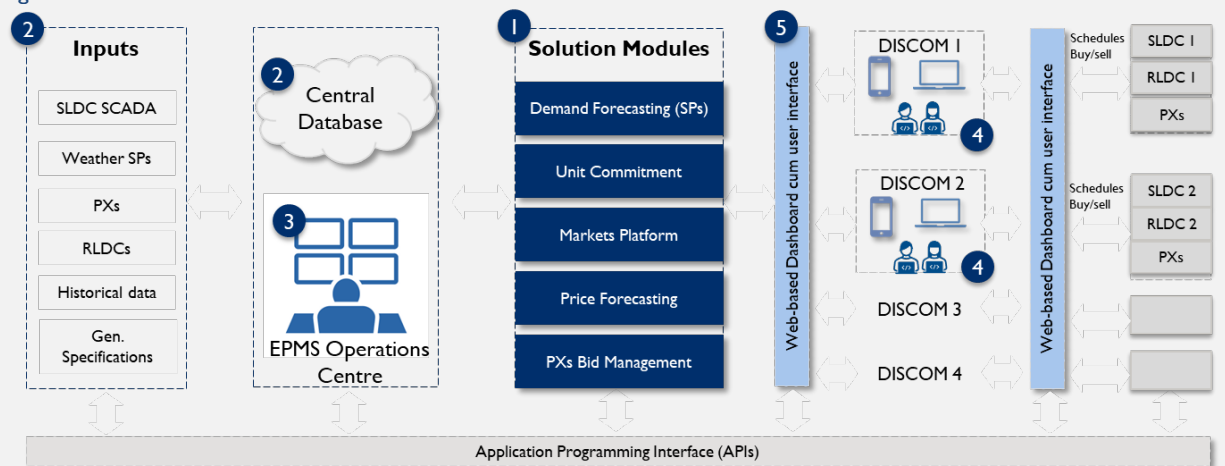 2
Inputs
SLDC SCADA
Weather SPs
PXs
RLDCs
Historical data
Gen.
Specifications
2
Central
Database
3
EPMS Operations
Centre
1
Solution Modules
Demand Forecasting (SPs)
Unit Commitment
Markets Platform
Price Forecasting
PXs Bid Management
5
Web-based Dashboard cum user interface
DISCOM 1
4
DISCOM 2
4
DISCOM 3
DISCOM 4
Web-based Dashboard cum user interface
Schedules
Buy/sell
SLDC 1
RLDC 1
PXs
Schedules
Buy/sell
SLDC 2
RLDC 2
PXs
Application Programming Interface (APIs)